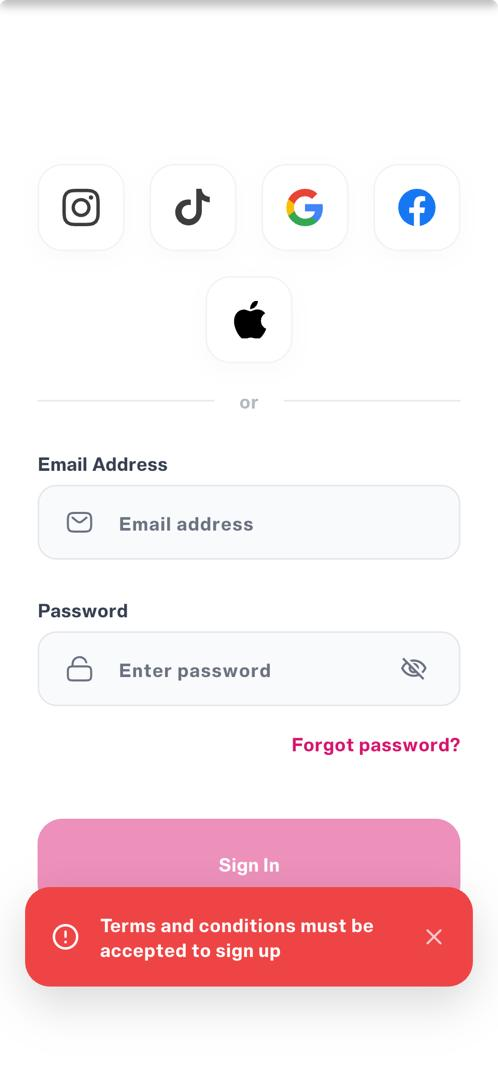 or
Email Address
Email address
Password
Enter password
Forgot password?
Sign In
Terms and conditions must be
accepted to sign up